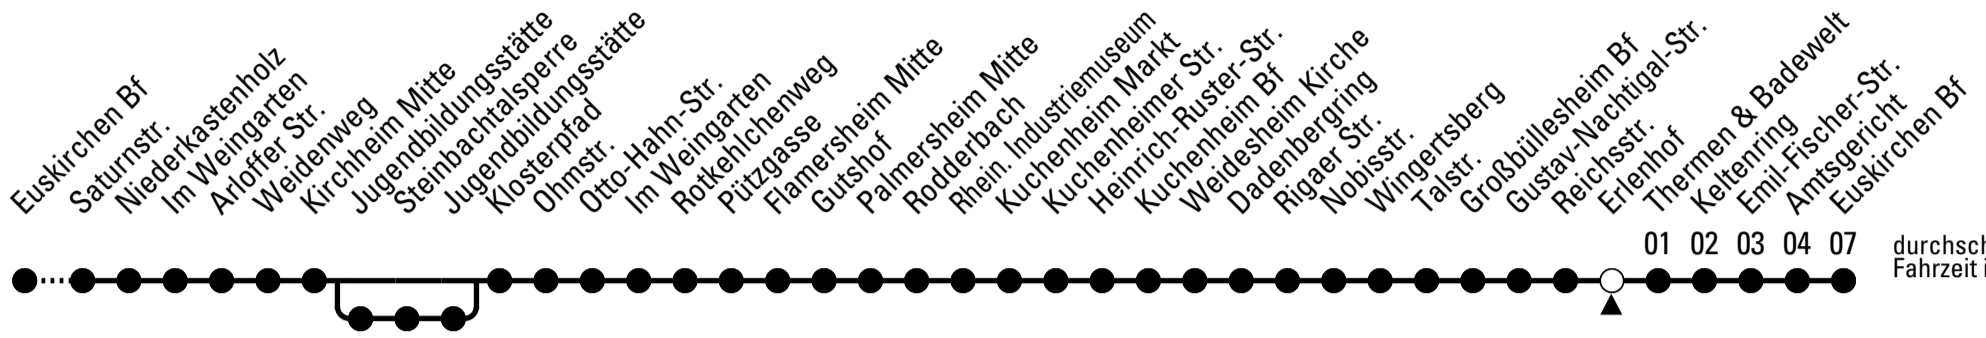 Euskirchen Bf
Saturnstr.
Niederkastenholz
Im Weingarten
Arloffer Str.
Weidenweg
Kirchheim Mitte
Jugendbildungsstätte
Steinbachtalsperre
Jugendbildungsstätte
Klosterpfad
Ohmstr.
Otto-Hahn-Str.
Im Weingarten
Rotkehlchenweg
Pützgasse
Flamersheim Mitte
Gutshof
Palmersheim Mitte
Rodderbach
Rhein. Industriemuseum
Kuchenheim Markt
Kuchenheimer Str.
Heinrich-Ruster-Str.
Kuchenheim Bf
Weidesheim Kirche
Dadenbergring
Rigaer Str.
Nobisstr.
Wingertsberg
Talstr.
Großbüllesheim Bf
Gustav-Nachtigal-Str.
Reichsstr.
Erlenhof
Thermen & Badewelt
Keltenring
Emil-Fischer-Str.
Amtsgericht
Euskirchen Bf
01 02 03 04 07
durchsch
Fahrzeit i